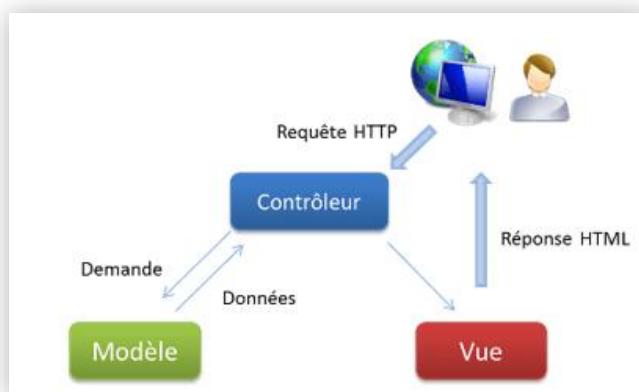 Requête HTTP
Contrôleur
Réponse HTML
Demande
Données
Modèle
Vue